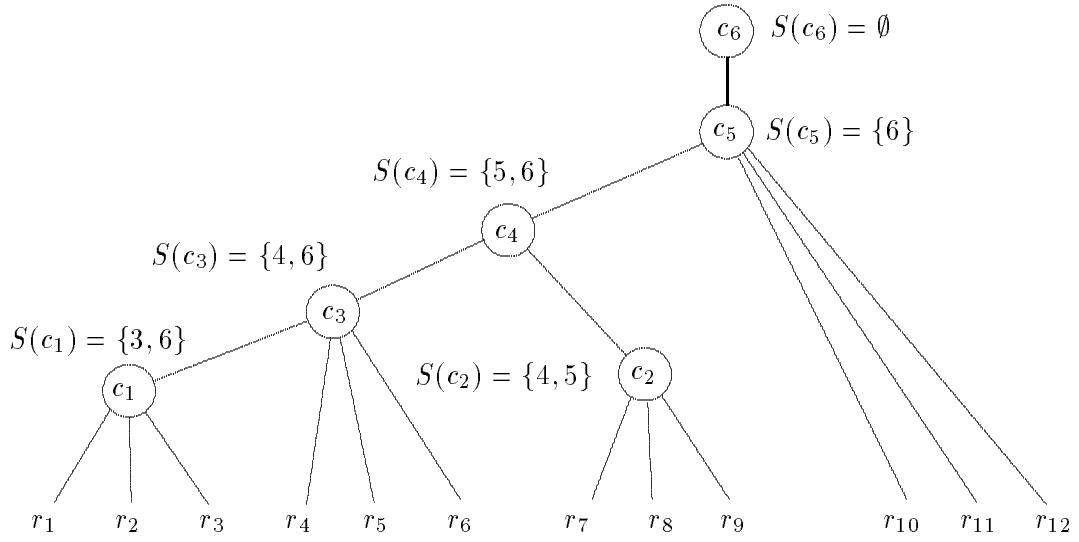 c6 S(c6) = ∅
c5 S(c5) = {6}
S(c4) = {5, 6}
c4
S(c3) = {4, 6}
c3
S(c1) = {3, 6}
c1
S(c2) = {4, 5} c2
r1 r2 r3 r4 r5 r6 r7 r8 r9 r10 r11 r12